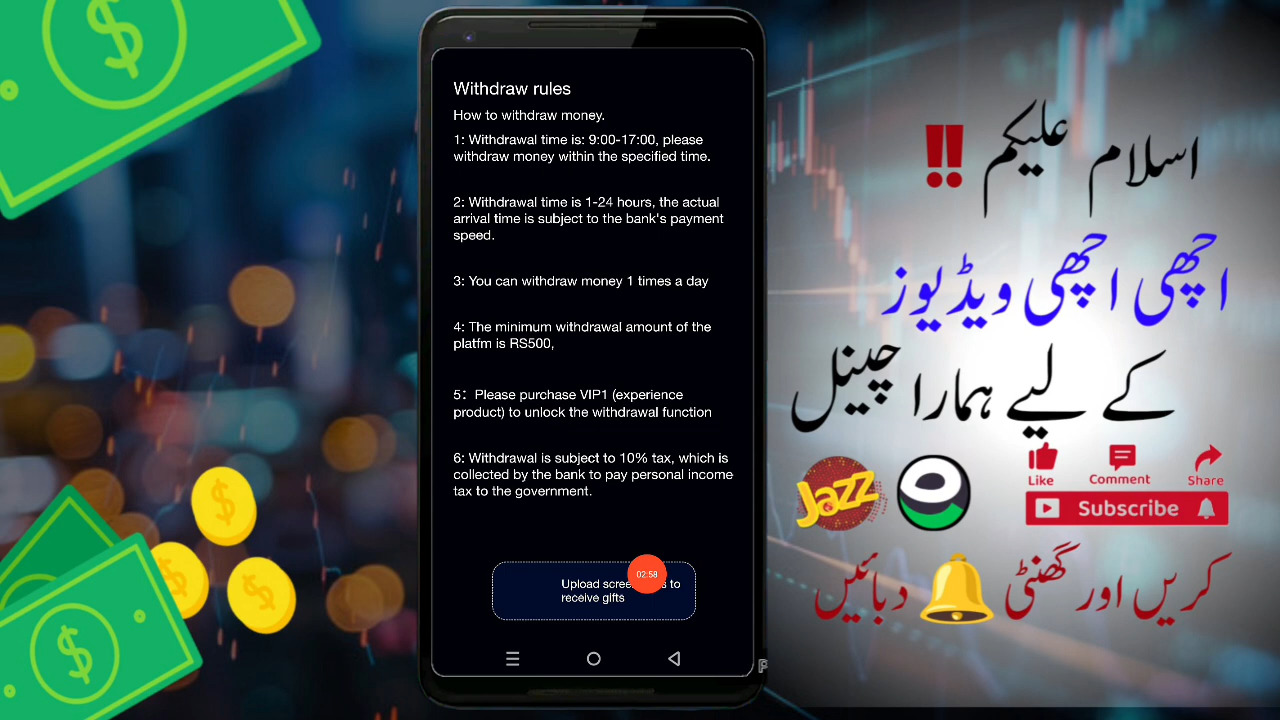 Withdraw rules
How to withdraw money.
1: Withdrawal time is: 9:00-17:00, please
withdraw money within the specified time.
2: Withdrawal time is 1-24 hours, the actual
arrival time is subject to the bank's payment
speed.
3: You can withdraw money 1 times a day
4: The minimum withdrawal amount of the
platfm is RS500,
5: Please purchase VIP1 (experience
product) to unlock the withdrawal function
6: Withdrawal is subject to 10% tax, which is
collected by the bank to pay personal income
tax to the government.
02:58
Upload to
receive gifts
اسلام علیکم !!
اچھی اچھی ویڈیوز
کے لیے ہمارا چینل
Jazz
Like Comment Share
Subscribe
کریں اور گھنٹی دبائیں